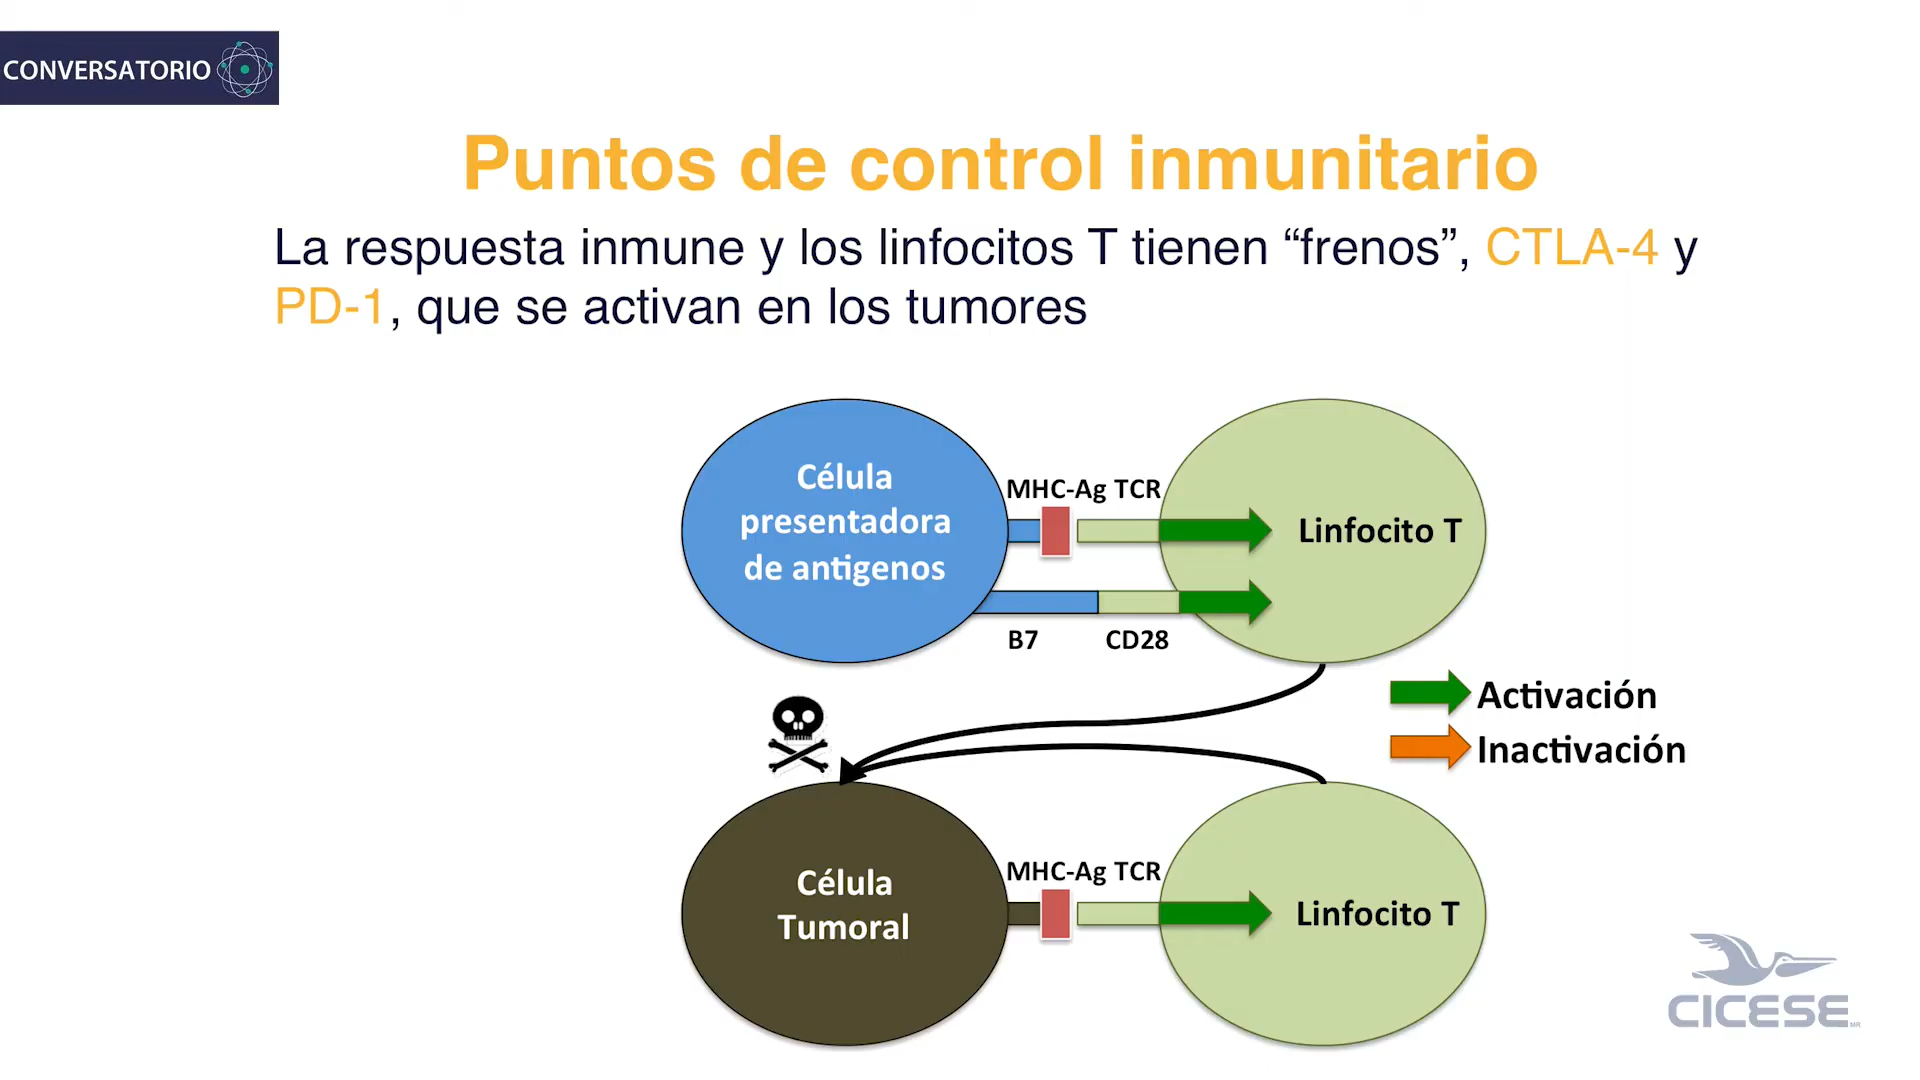 CONVERSATORIO
Puntos de control inmunitario
La respuesta inmune y los linfocitos T tienen “frenos”, CTLA-4 y
PD-1, que se activan en los tumores
Célula
presentadora
de antigenos
MHC-Ag TCR
Linfocito T
B7
CD28
Activación
Inactivación
Célula
Tumoral
MHC-Ag TCR
Linfocito T
CICESE
MR